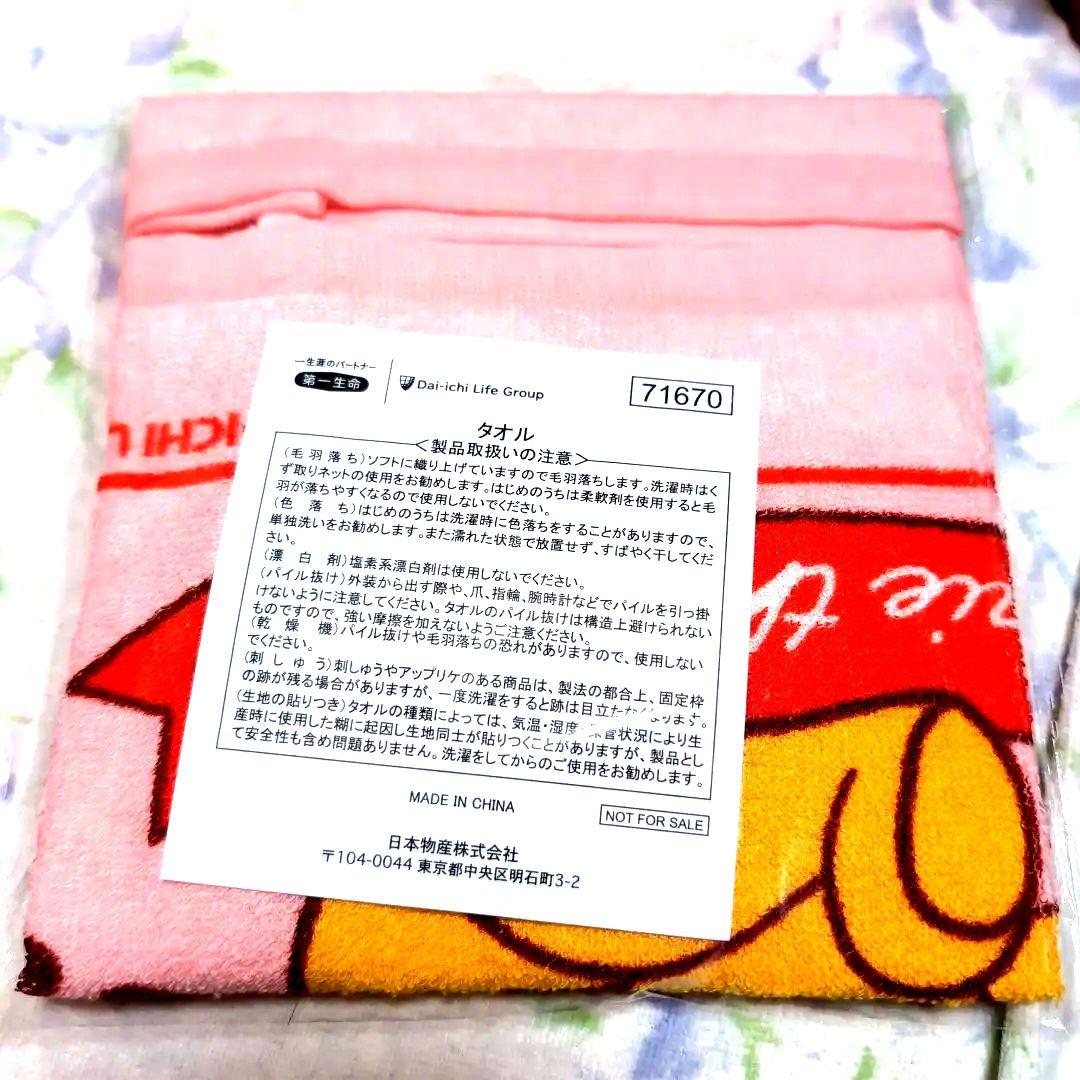 一生涯のパートナー
第一生命
Dai-ichi Life Group
71670
タオル
＜製品取扱いの注意＞
（毛羽落ち）ソフトに織り上げていますので毛羽落ちします。洗濯時はく
ず取りネットの使用をお勧めします。はじめのうちは柔軟剤を使用すると毛
羽が落ちやすくなるので使用しないでください。
（色落ち）はじめのうちは洗濯時に色落ちをすることがありますので、
単独洗いをお勧めします。また濡れた状態で放置せず、すばやく干してくだ
さい。
（漂白剤）塩素系漂白剤は使用しないでください。
（パイル抜け）外装から出す際や、爪、指輪、腕時計などでパイルを引っ掛
けないように注意してください。タオルのパイル抜けは構造上避けられない
ものですので、強い摩擦を加えないようご注意ください。
（乾燥機）パイル抜けや毛羽落ちの恐れがありますので、使用しない
でください。
（刺しゅう）刺しゅうやアップリケのある商品は、製法の都合上、固定枠
の跡が残る場合がありますが、一度洗濯をすると跡は目立たなくなります。
（生地の貼りつき）タオルの種類によっては、気温・湿度・保管状況により生
産時に使用した糊に起因し生地同士が貼りつくことがありますが、製品とし
て安全性も含め問題ありません。洗濯をしてからのご使用をお勧めします。
MADE IN CHINA
NOT FOR SALE
日本物産株式会社
〒104-0044 東京都中央区明石町3-2
ICHI
nie th